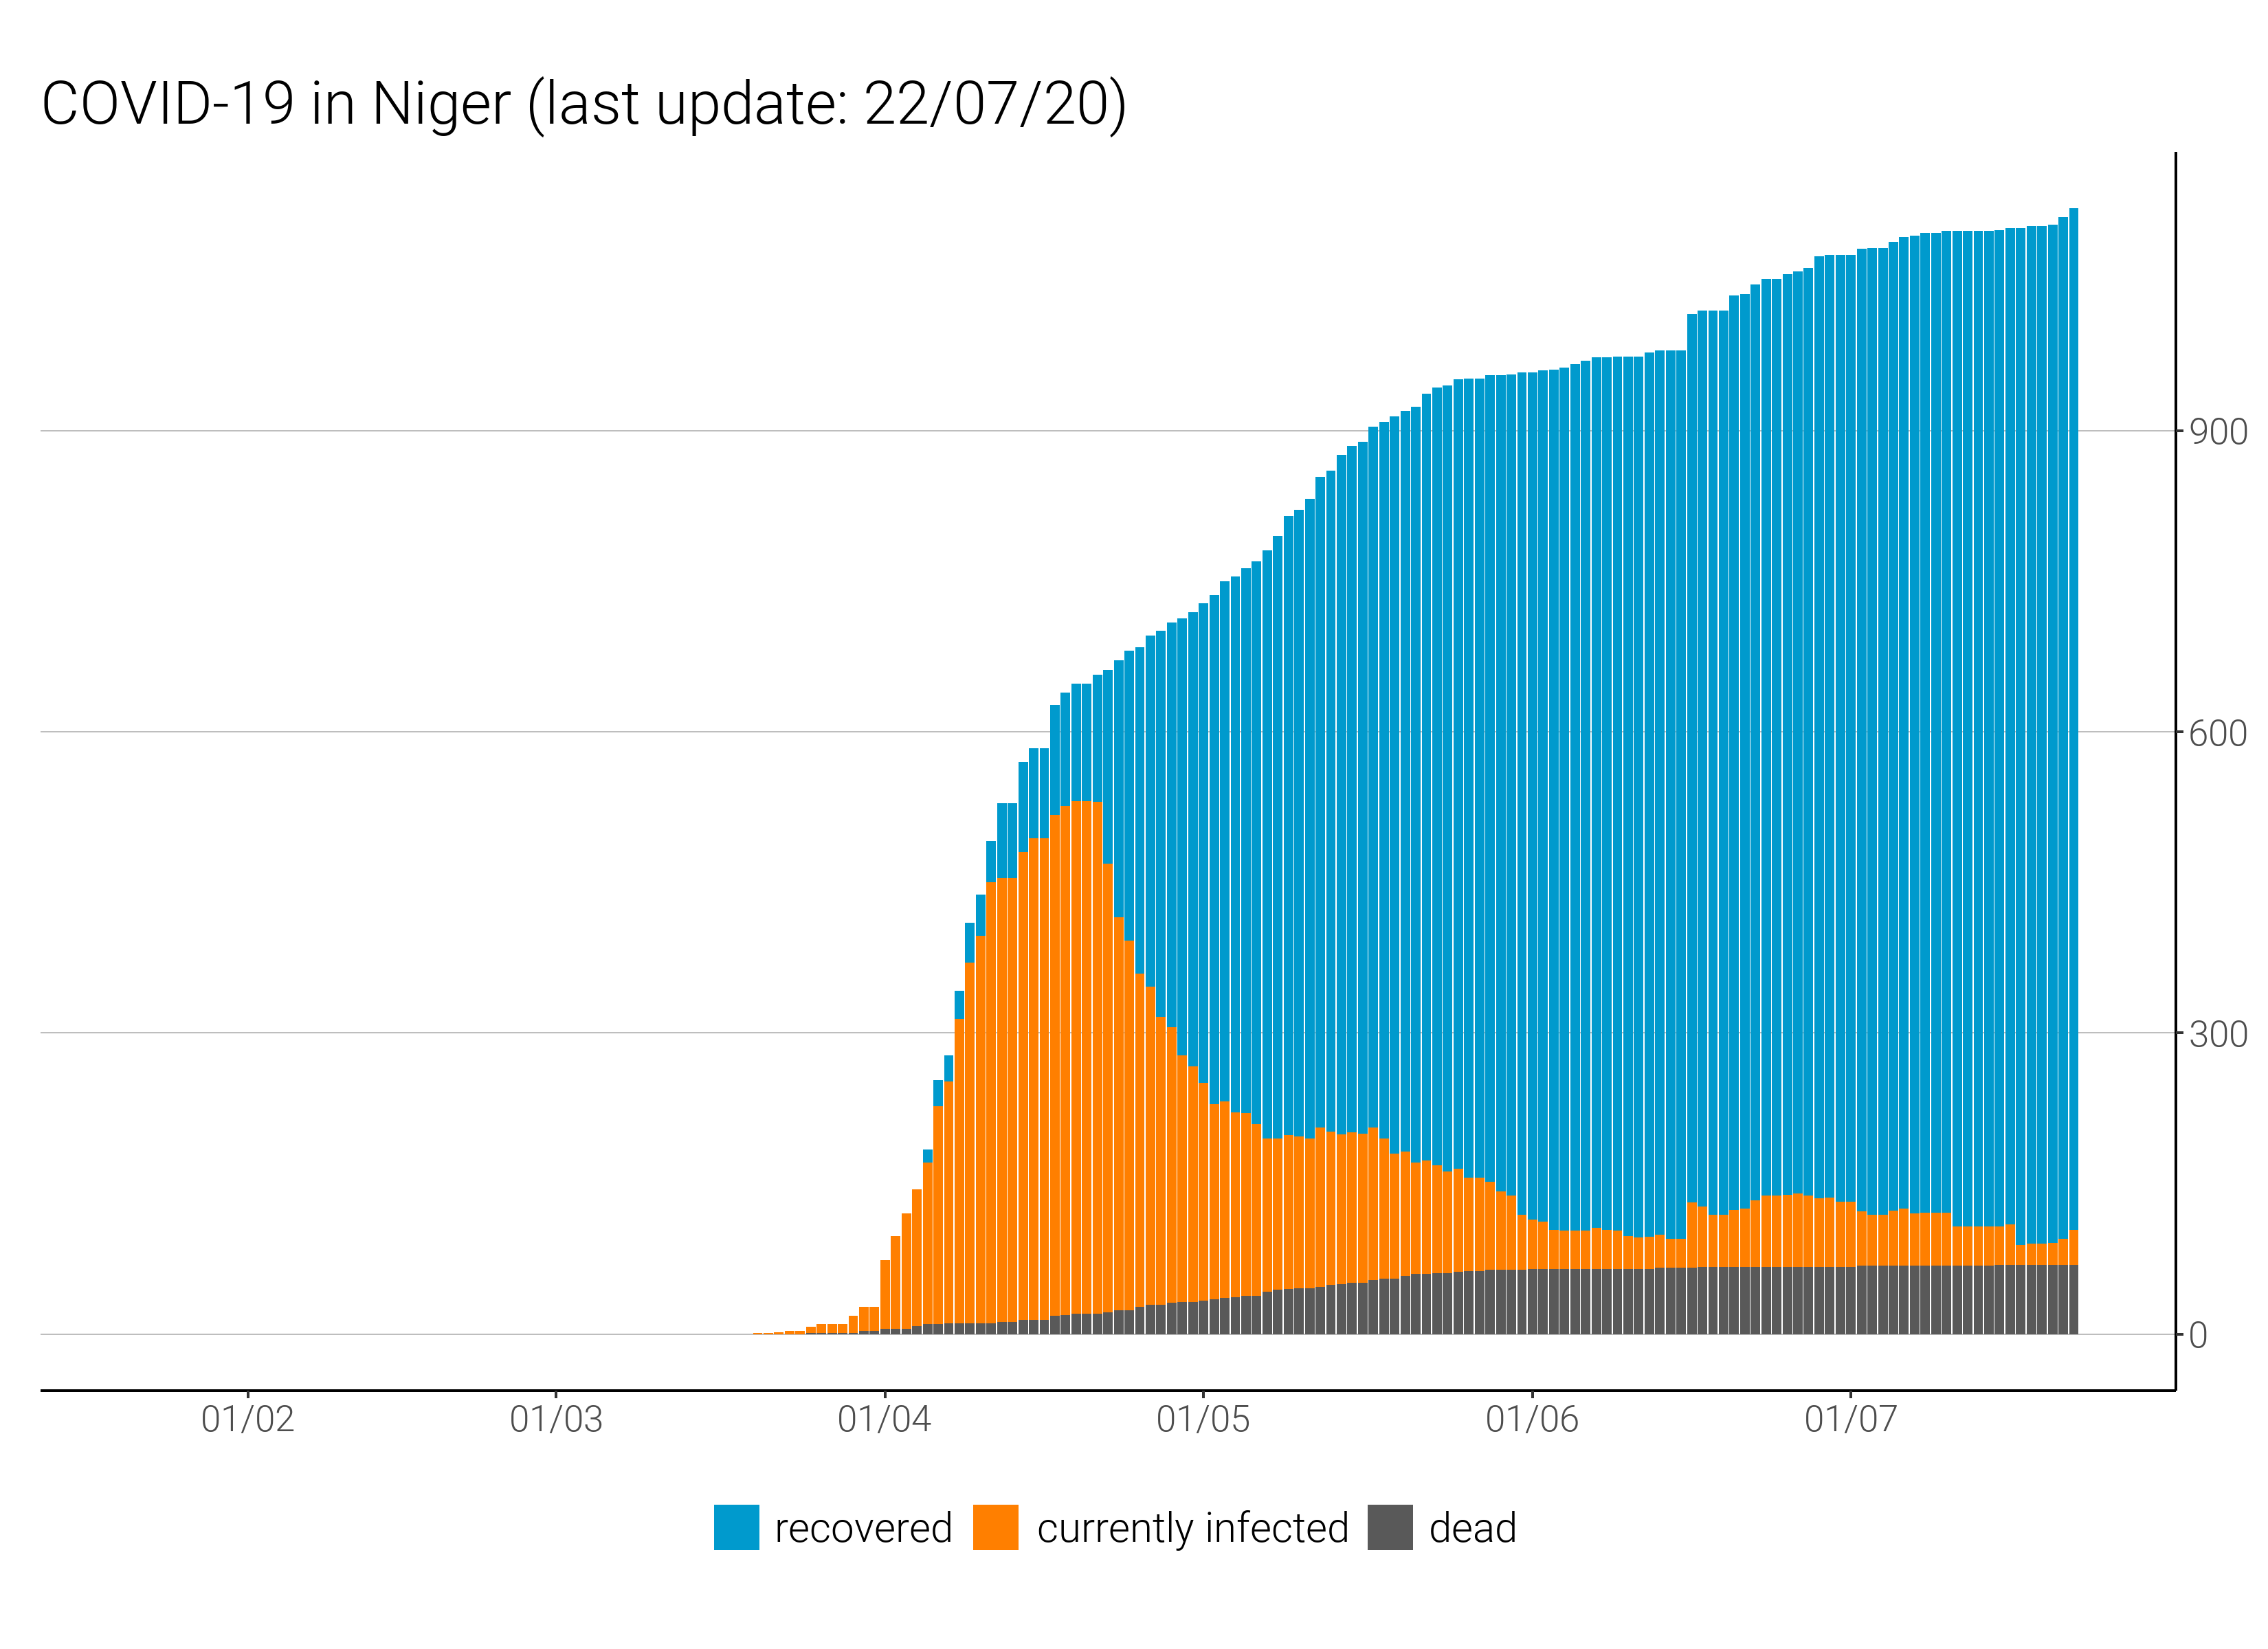 COVID-19 in Niger (last update: 22/07/20)
900
600
300
0
01/02 01/03 01/04 01/05 01/06 01/07
recovered currently infected dead